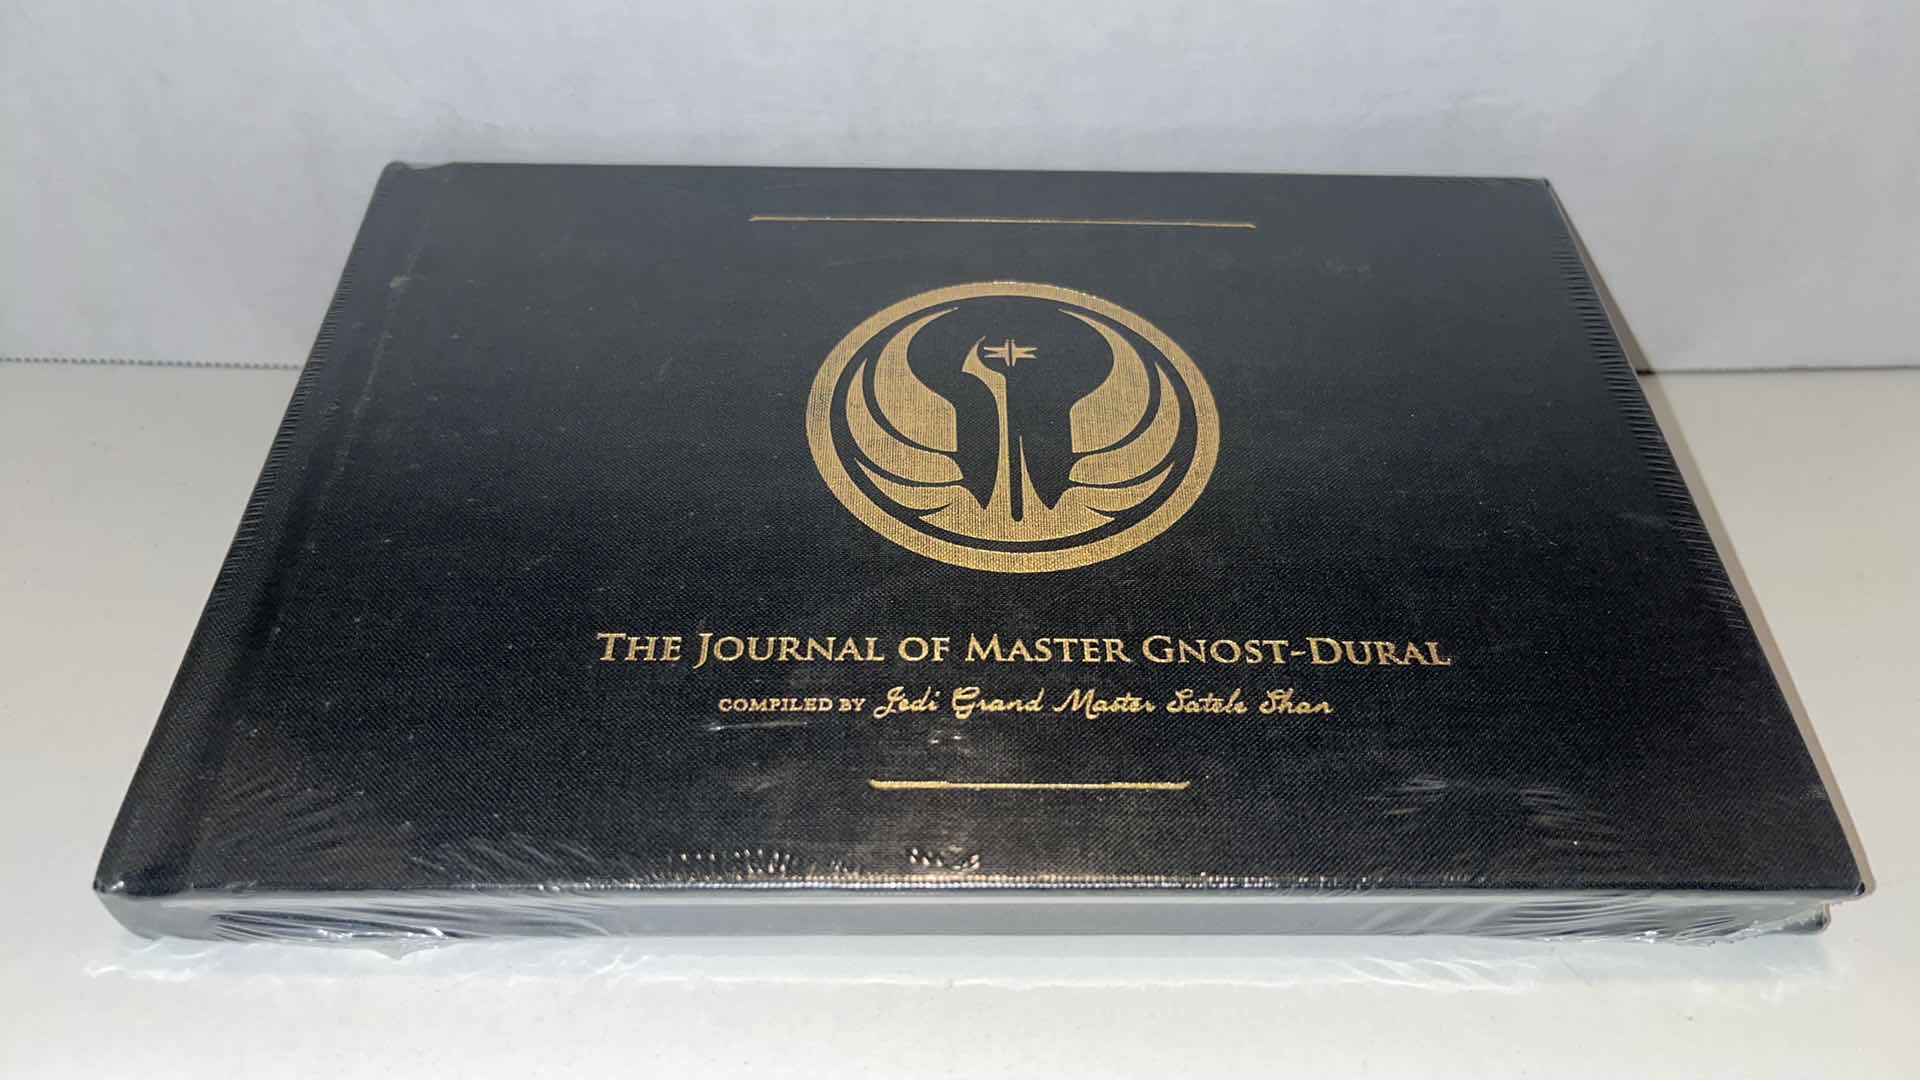 THE JOURNAL OF MASTER GNOST-DURAL
COMPILED BY Jedi Grand Master Satele Shan